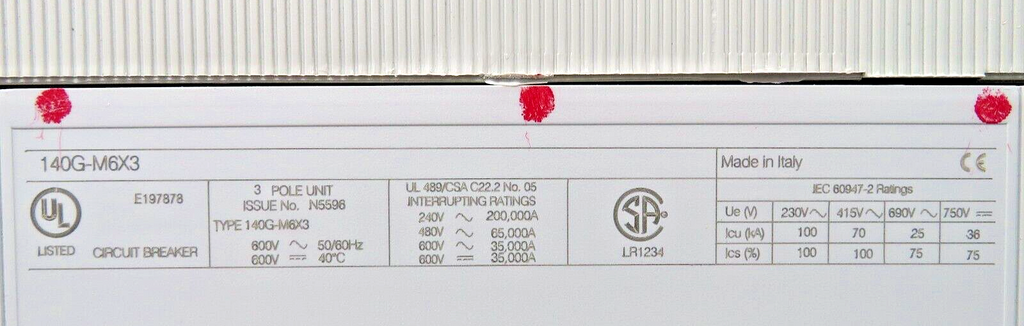 140G-M6X3
Made in Italy
CE
UL
LISTED
E197878
CIRCUIT BREAKER
3 POLE UNIT
ISSUE No. N5596
TYPE 140G-M6X3
600V ~ 50/60Hz
600V ⎓ 40°C
UL 489/CSA C22.2 No. 05
INTERRUPTING RATINGS
240V ~ 200,000A
480V ~ 65,000A
600V ~ 35,000A
600V ⎓ 35,000A
CSA
LR1234
IEC 60947-2 Ratings
Ue (V) 230V~ 415V~ 690V~ 750V⎓
Icu (kA) 100 70 25 36
Ics (%) 100 100 75 75